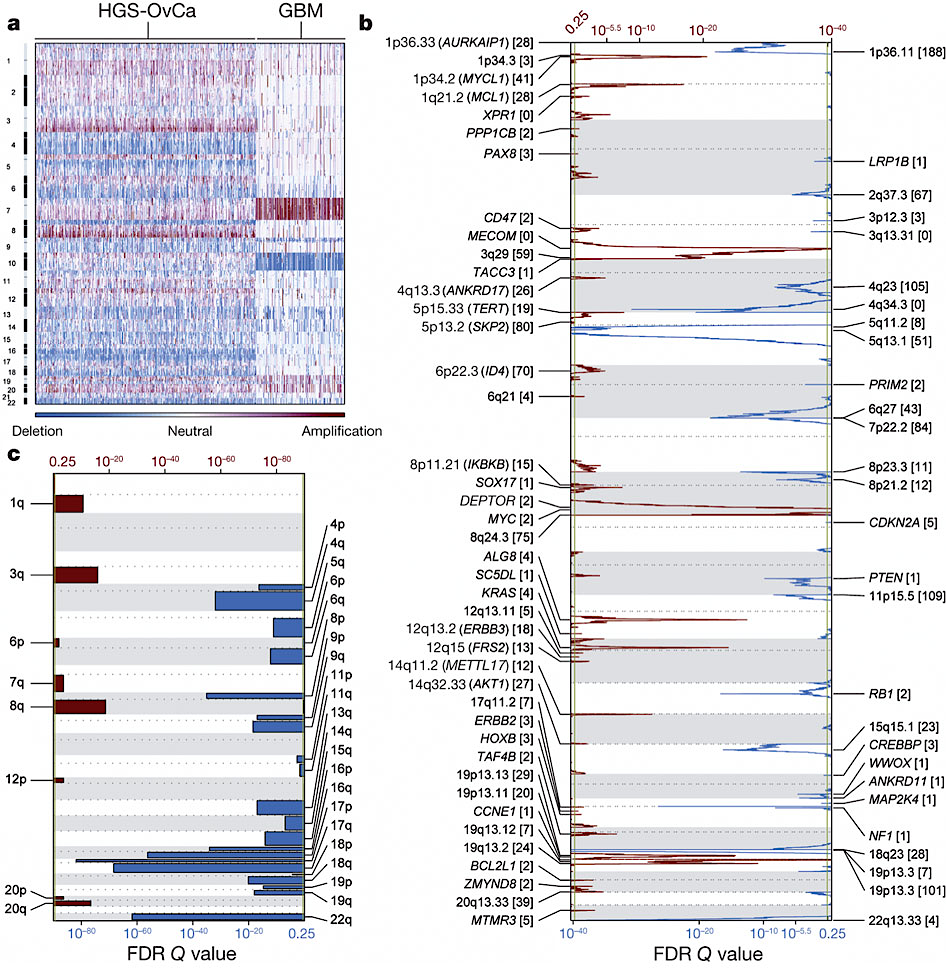 a
HGS-OvCa
GBM
1
2
3
4
5
6
7
8
9
10
11
12
13
14
15
16
17
18
19
20
21
22
Deletion
Neutral
Amplification
b
0.25
10⁻⁵·⁵
10⁻¹⁰
10⁻²⁰
10⁻⁴⁰
1p36.33 (AURKAIP1) [28]
1p34.3 [3]
1p34.2 (MYCL1) [41]
1q21.2 (MCL1) [28]
XPR1 [0]
PPP1CB [2]
PAX8 [3]
CD47 [2]
MECOM [0]
3q29 [59]
TACC3 [1]
4q13.3 (ANKRD17) [26]
5p15.33 (TERT) [19]
5p13.2 (SKP2) [80]
6p22.3 (ID4) [70]
6q21 [4]
8p11.21 (IKBKB) [15]
SOX17 [1]
DEPTOR [2]
MYC [2]
8q24.3 [75]
ALG8 [4]
SC5DL [1]
KRAS [4]
12q13.11 [5]
12q13.2 (ERBB3) [18]
12q15 (FRS2) [13]
14q11.2 (METTL17) [12]
14q32.33 (AKT1) [27]
17q11.2 [7]
ERBB2 [3]
HOXB [3]
TAF4B [2]
19p13.13 [29]
19p13.11 [20]
CCNE1 [1]
19q13.12 [7]
19q13.2 [24]
BCL2L1 [2]
ZMYND8 [2]
20q13.33 [39]
MTMR3 [5]
1p36.11 [188]
LRP1B [1]
2q37.3 [67]
3p12.3 [3]
3q13.31 [0]
4q23 [105]
4q34.3 [0]
5q11.2 [8]
5q13.1 [51]
PRIM2 [2]
6q27 [43]
7p22.2 [84]
8p23.3 [11]
8p21.2 [12]
CDKN2A [5]
PTEN [1]
11p15.5 [109]
RB1 [2]
15q15.1 [23]
CREBBP [3]
WWOX [1]
ANKRD11 [1]
MAP2K4 [1]
NF1 [1]
18q23 [28]
19p13.3 [7]
19p13.3 [101]
22q13.33 [4]
10⁻⁴⁰
10⁻²⁰
10⁻¹⁰
10⁻⁵·⁵
0.25
FDR Q value
c
0.25
10⁻²⁰
10⁻⁴⁰
10⁻⁶⁰
10⁻⁸⁰
1q
3q
6p
7q
8q
12p
20p
20q
4p
4q
5q
6p
6q
8p
9p
9q
11p
11q
13q
14q
15q
16p
16q
17p
17q
18p
18q
19p
19q
22q
10⁻⁸⁰
10⁻⁶⁰
10⁻⁴⁰
10⁻²⁰
0.25
FDR Q value